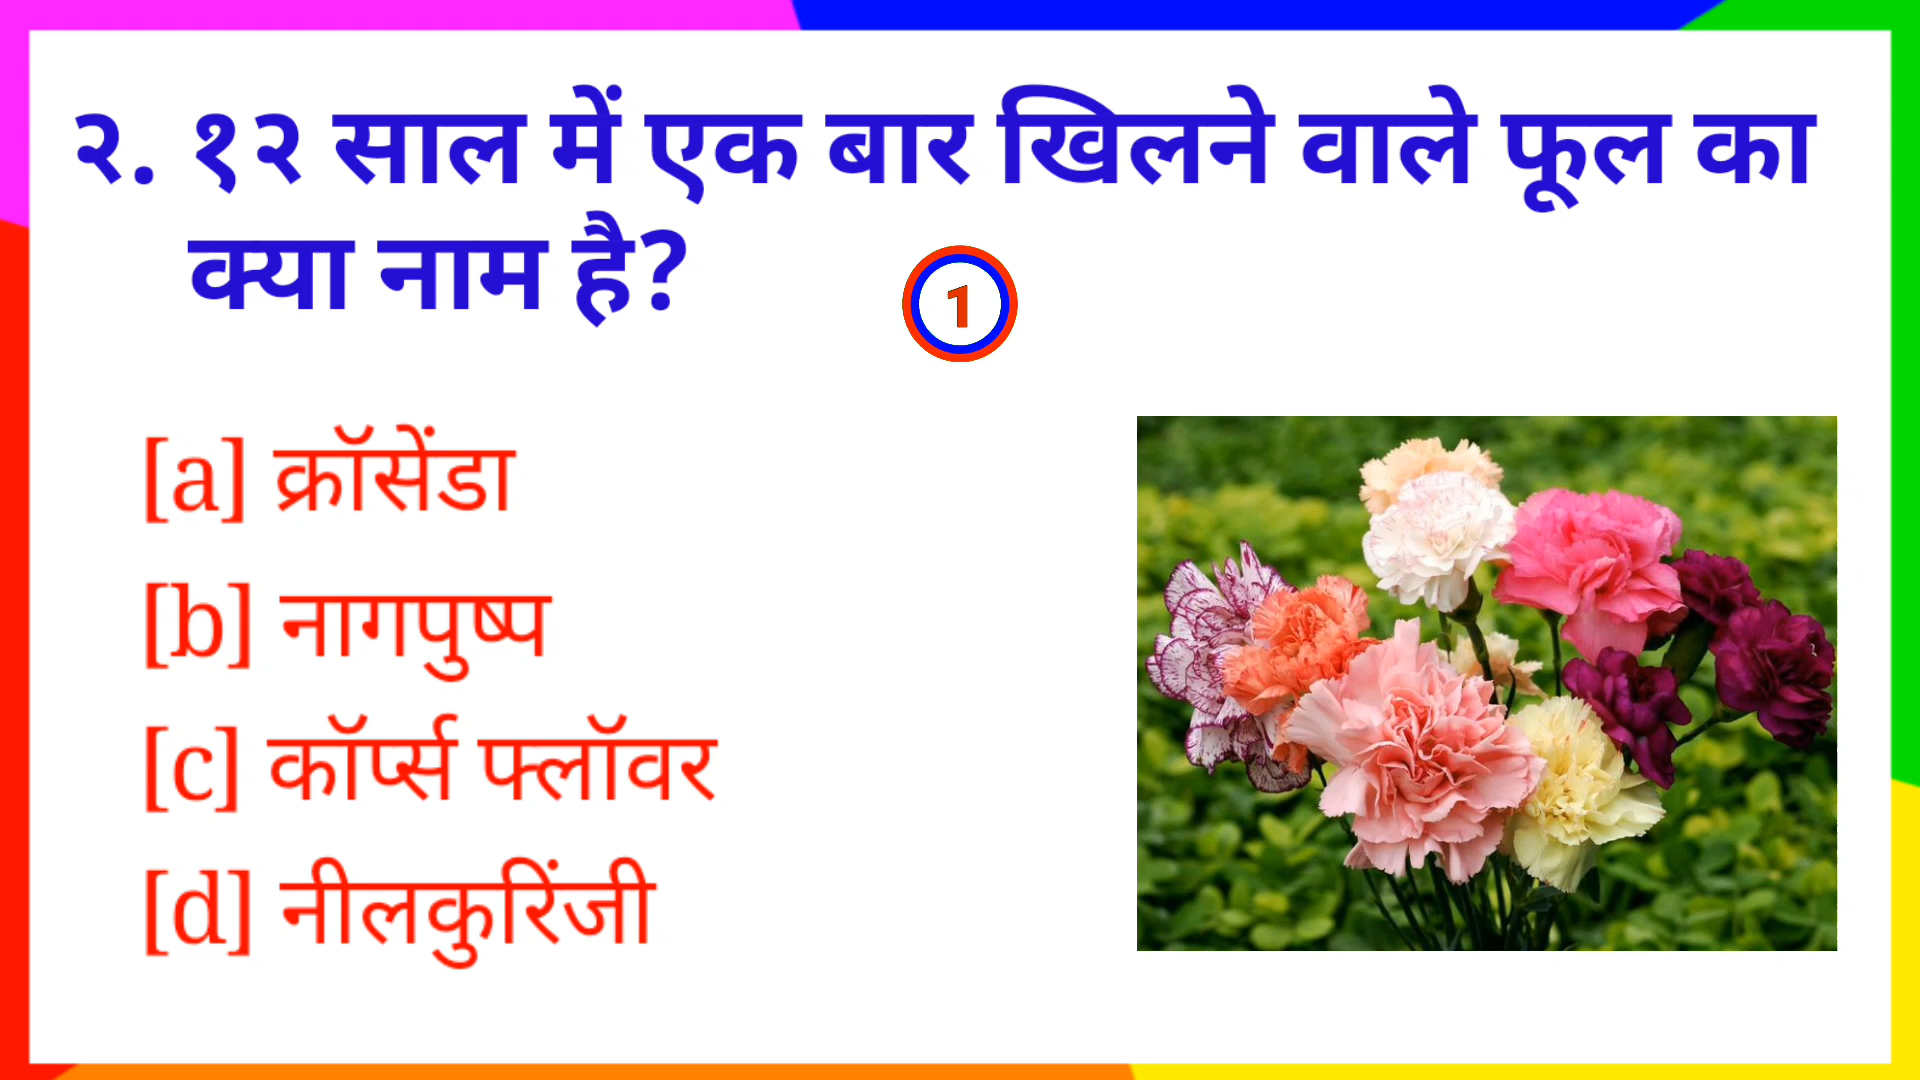 २. १२ साल में एक बार खिलने वाले फूल का
क्या नाम है?
1
[a] क्रॉसेंडा
[b] नागपुष्प
[c] कॉर्प्स फ्लॉवर
[d] नीलकुरिंजी